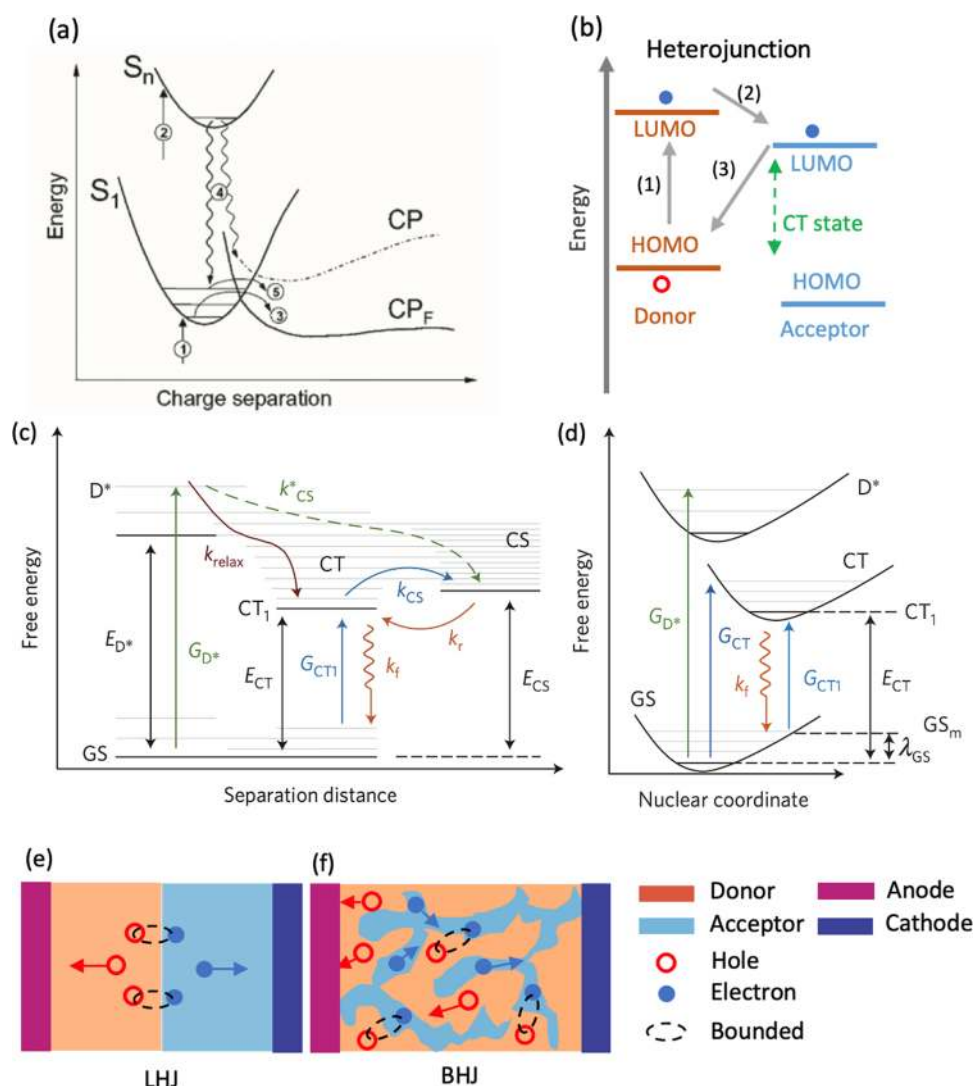 (a)
Sn
②
④
S1
CP
⑤
③
CPF
①
Energy
Charge separation
(b)
Heterojunction
(2)
LUMO
LUMO
(1)
(3)
CT state
HOMO
HOMO
Donor
Acceptor
Energy
(c)
D*
k*CS
CS
krelax
CT
kCS
CT1
kr
ED*
GD*
ECT
GCT1
kf
ECS
GS
Free energy
Separation distance
(d)
D*
CT
CT1
GD*
GCT
kf
GCT1
ECT
GS
GSm
λGS
Free energy
Nuclear coordinate
(e)
LHJ
(f)
BHJ
Donor
Anode
Acceptor
Cathode
Hole
Electron
Bounded